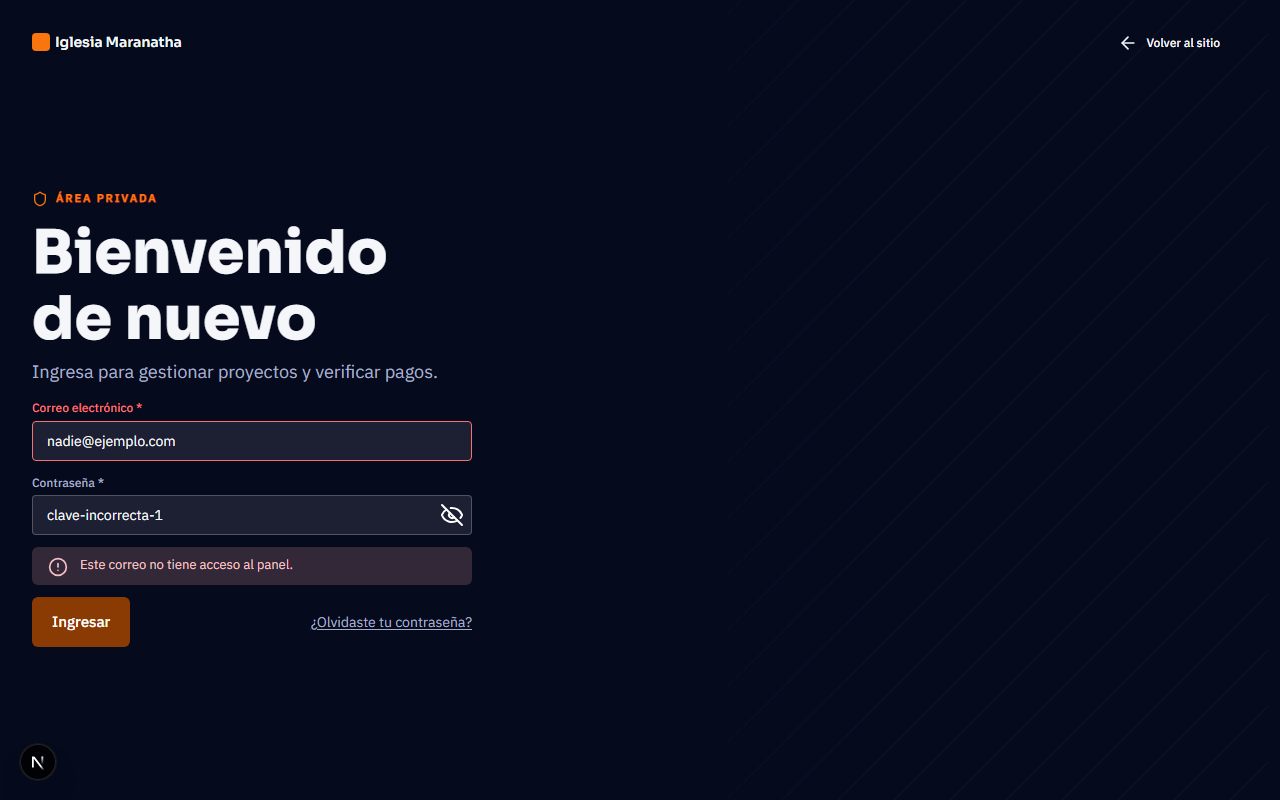 Iglesia Maranatha
Volver al sitio
ÁREA PRIVADA
Bienvenido
de nuevo
Ingresa para gestionar proyectos y verificar pagos.
Correo electrónico *
nadie@ejemplo.com
Contraseña *
clave-incorrecta-1
Este correo no tiene acceso al panel.
Ingresar
¿Olvidaste tu contraseña?
N